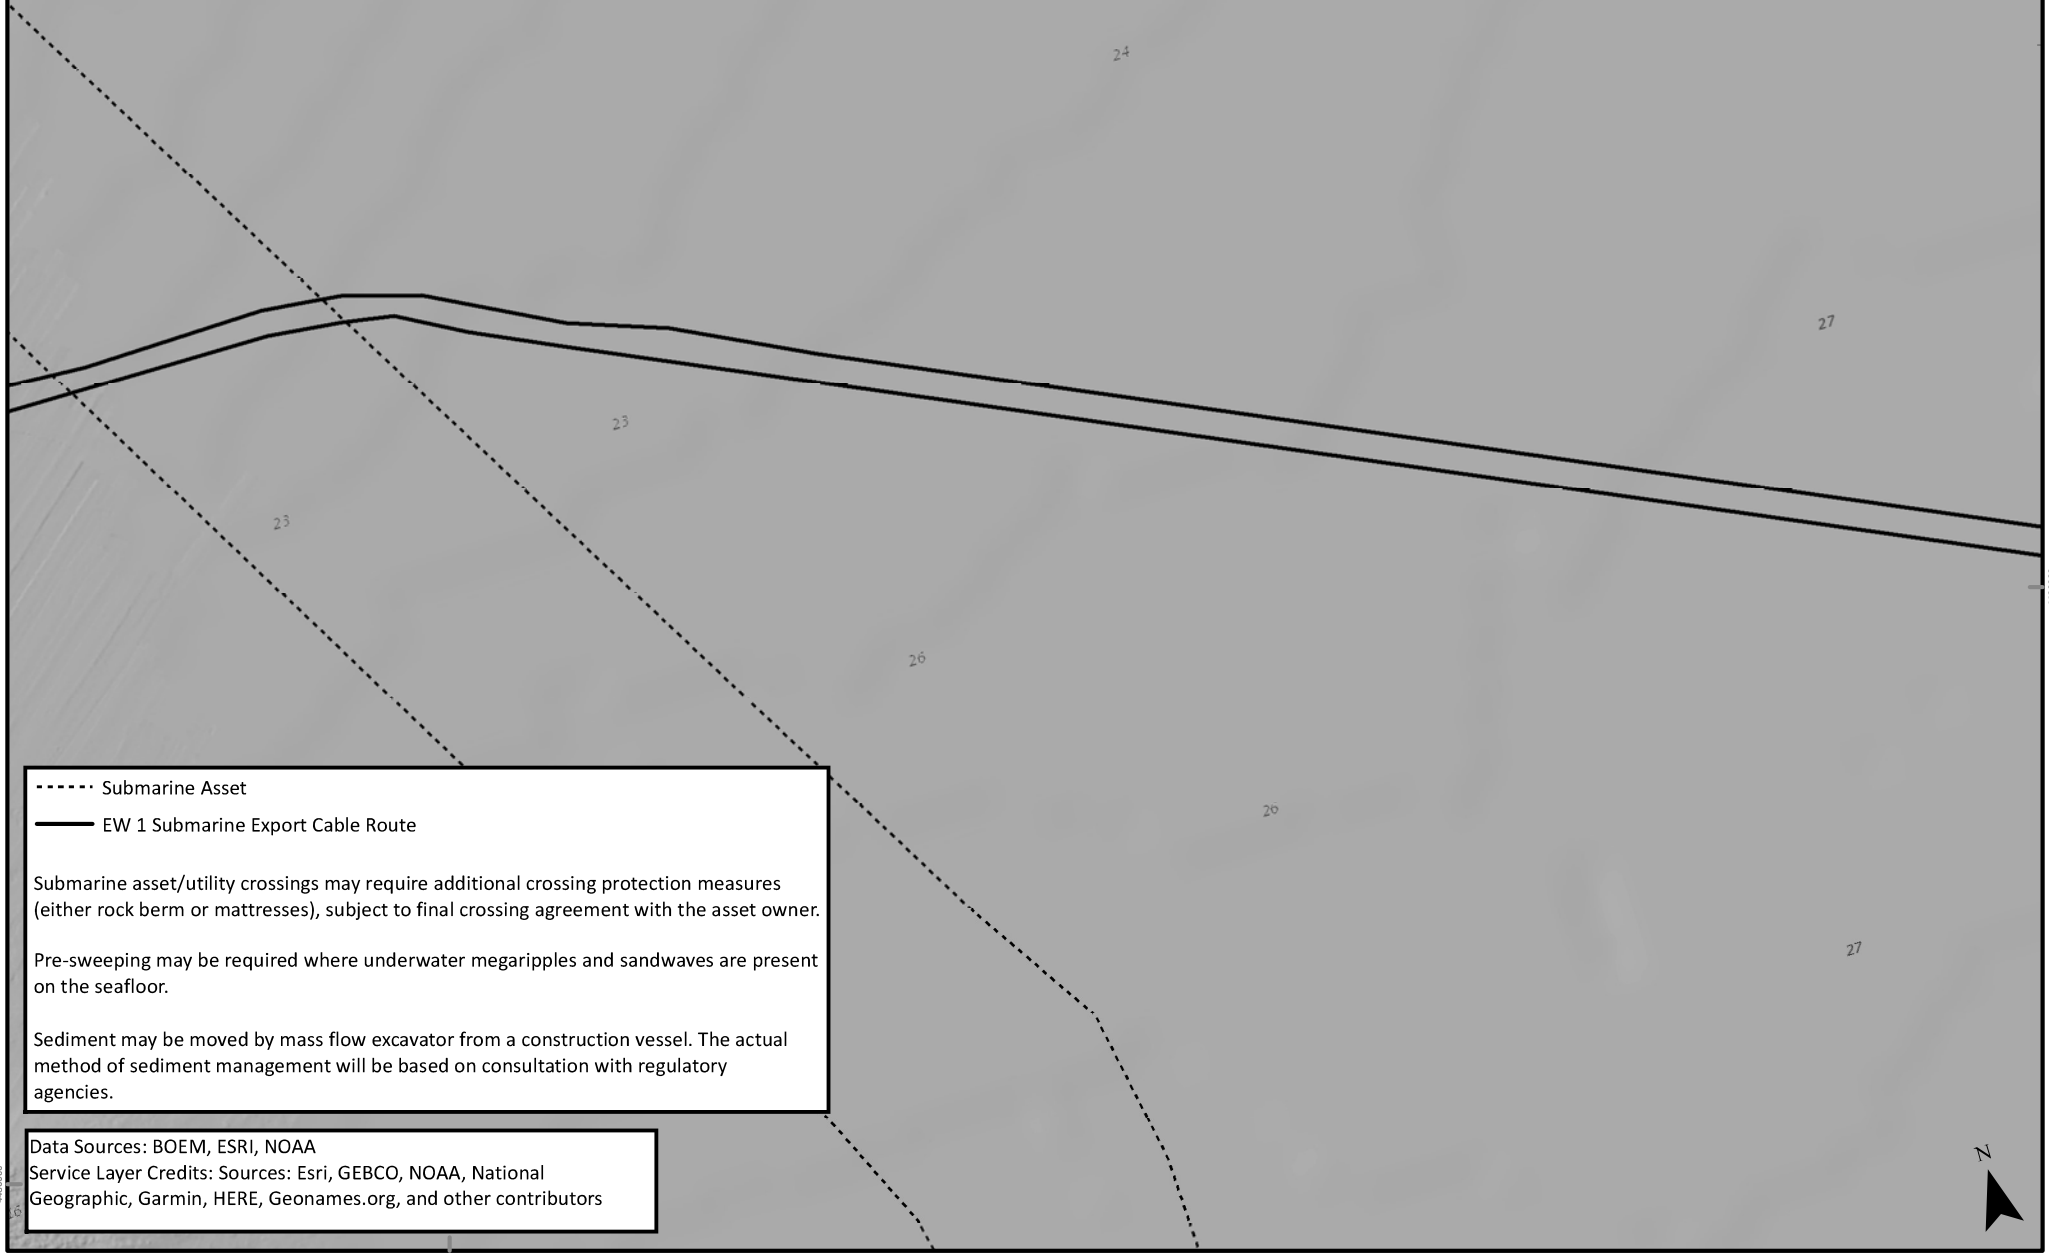 24
27
23
23
26
26
27
Submarine Asset
EW 1 Submarine Export Cable Route
Submarine asset/utility crossings may require additional crossing protection measures
(either rock berm or mattresses), subject to final crossing agreement with the asset owner.
Pre-sweeping may be required where underwater megaripples and sandwaves are present
on the seafloor.
Sediment may be moved by mass flow excavator from a construction vessel. The actual
method of sediment management will be based on consultation with regulatory
agencies.
Data Sources: BOEM, ESRI, NOAA
Service Layer Credits: Sources: Esri, GEBCO, NOAA, National
Geographic, Garmin, HERE, Geonames.org, and other contributors
N